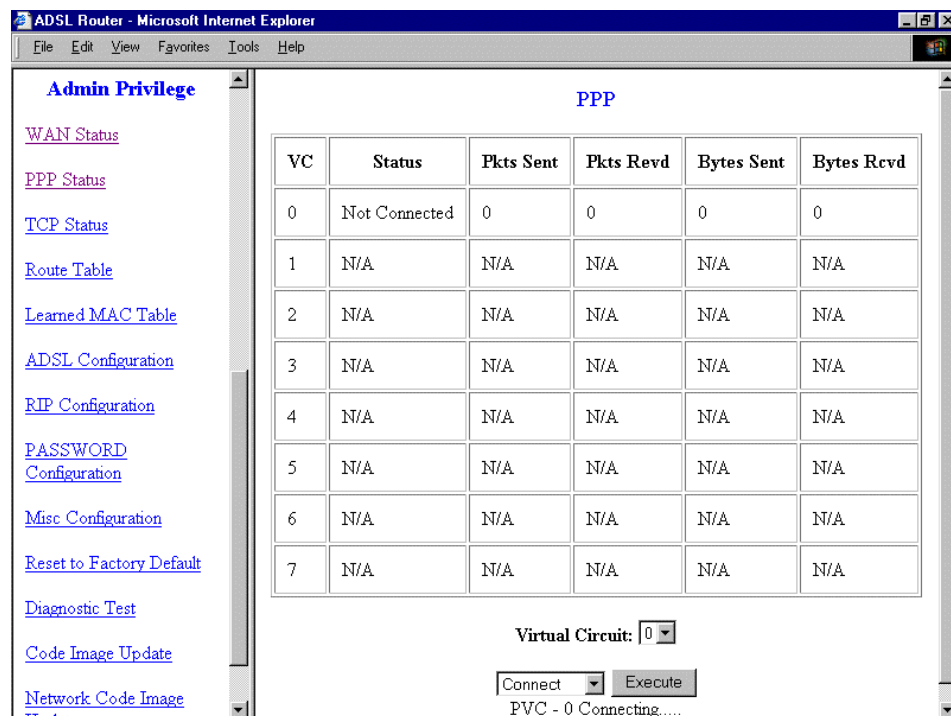 ADSL Router - Microsoft Internet Explorer
File Edit View Favorites Tools Help
Admin Privilege
WAN Status
PPP Status
TCP Status
Route Table
Learned MAC Table
ADSL Configuration
RIP Configuration
PASSWORD
Configuration
Misc Configuration
Reset to Factory Default
Diagnostic Test
Code Image Update
Network Code Image
PPP
VC Status Pkts Sent Pkts Revd Bytes Sent Bytes Rcvd
0 Not Connected 0 0 0 0
1 N/A N/A N/A N/A N/A
2 N/A N/A N/A N/A N/A
3 N/A N/A N/A N/A N/A
4 N/A N/A N/A N/A N/A
5 N/A N/A N/A N/A N/A
6 N/A N/A N/A N/A N/A
7 N/A N/A N/A N/A N/A
Virtual Circuit: 0
Connect Execute
PVC - 0 Connecting.....